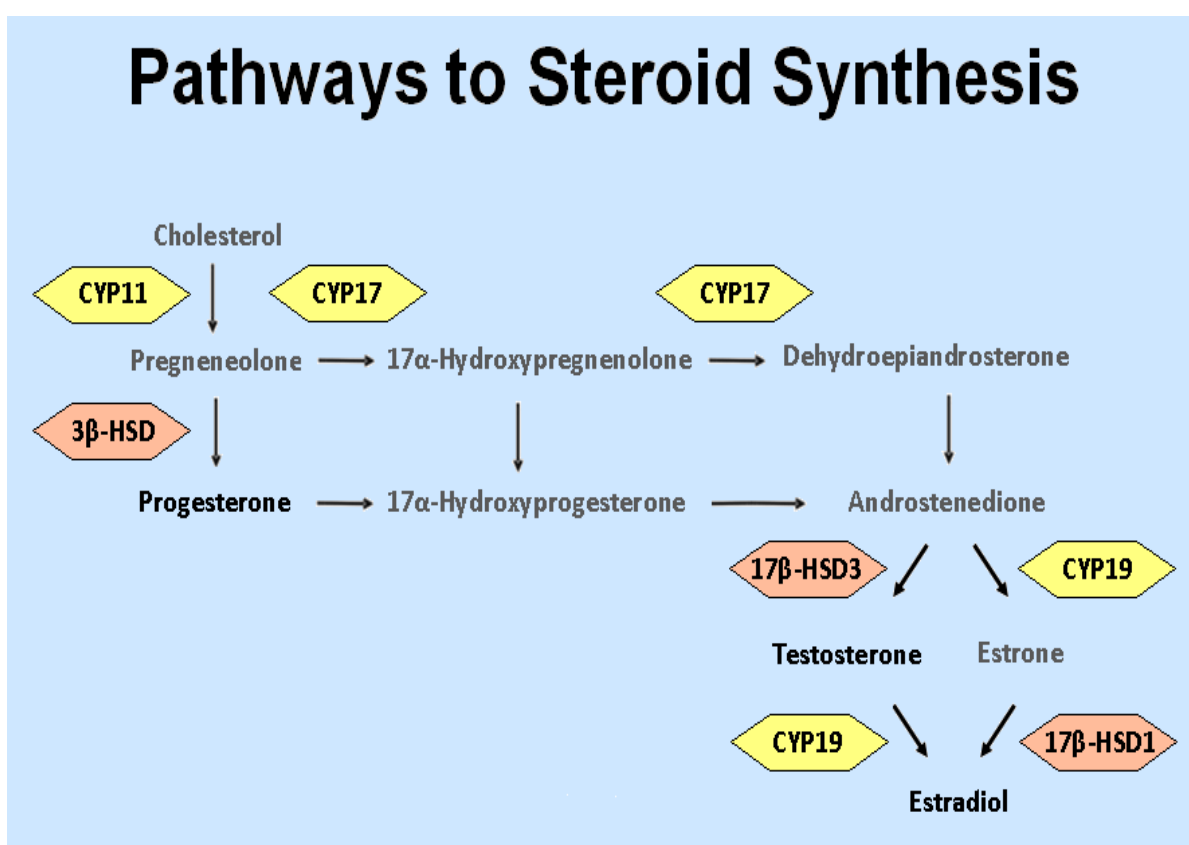 Pathways to Steroid Synthesis
Cholesterol
CYP11
CYP17
CYP17
Pregneneolone
17α-Hydroxypregnenolone
Dehydroepiandrosterone
3β-HSD
Progesterone
17α-Hydroxyprogesterone
Androstenedione
17β-HSD3
CYP19
Testosterone
Estrone
CYP19
17β-HSD1
Estradiol